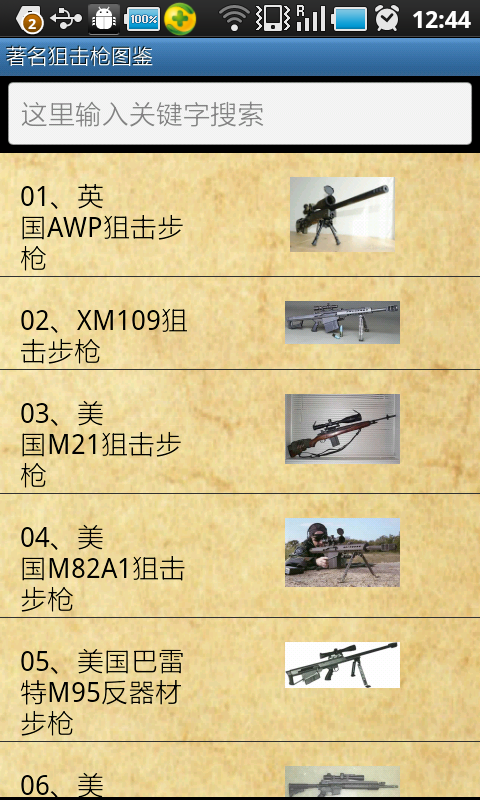 2
100%
R
12:44
著名狙击枪图鉴
这里输入关键字搜索
01、英
国AWP狙击步
枪
02、XM109狙
击步枪
03、美
国M21狙击步
枪
04、美
国M82A1狙击
步枪
05、美国巴雷
特M95反器材
步枪
06、美